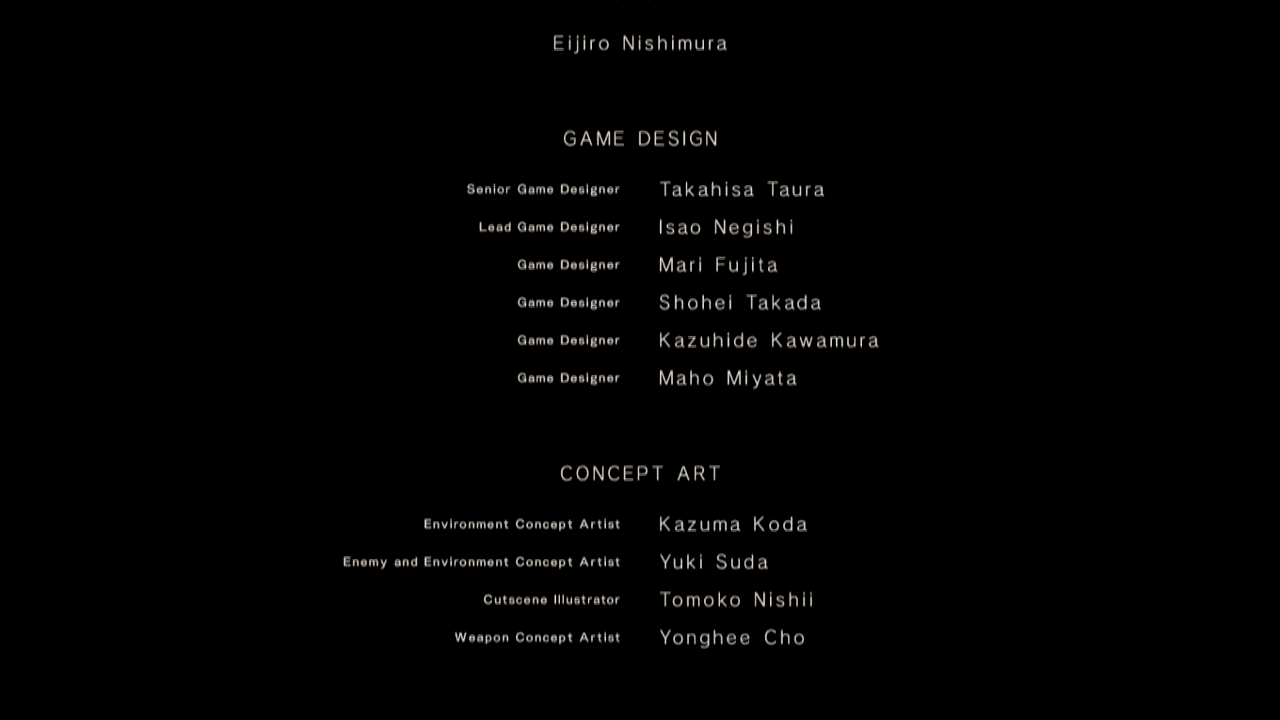 Eijiro Nishimura
GAME DESIGN
Senior Game Designer Takahisa Taura
Lead Game Designer Isao Negishi
Game Designer Mari Fujita
Game Designer Shohei Takada
Game Designer Kazuhide Kawamura
Game Designer Maho Miyata
CONCEPT ART
Environment Concept Artist Kazuma Koda
Enemy and Environment Concept Artist Yuki Suda
Cutscene Illustrator Tomoko Nishii
Weapon Concept Artist Yonghee Cho